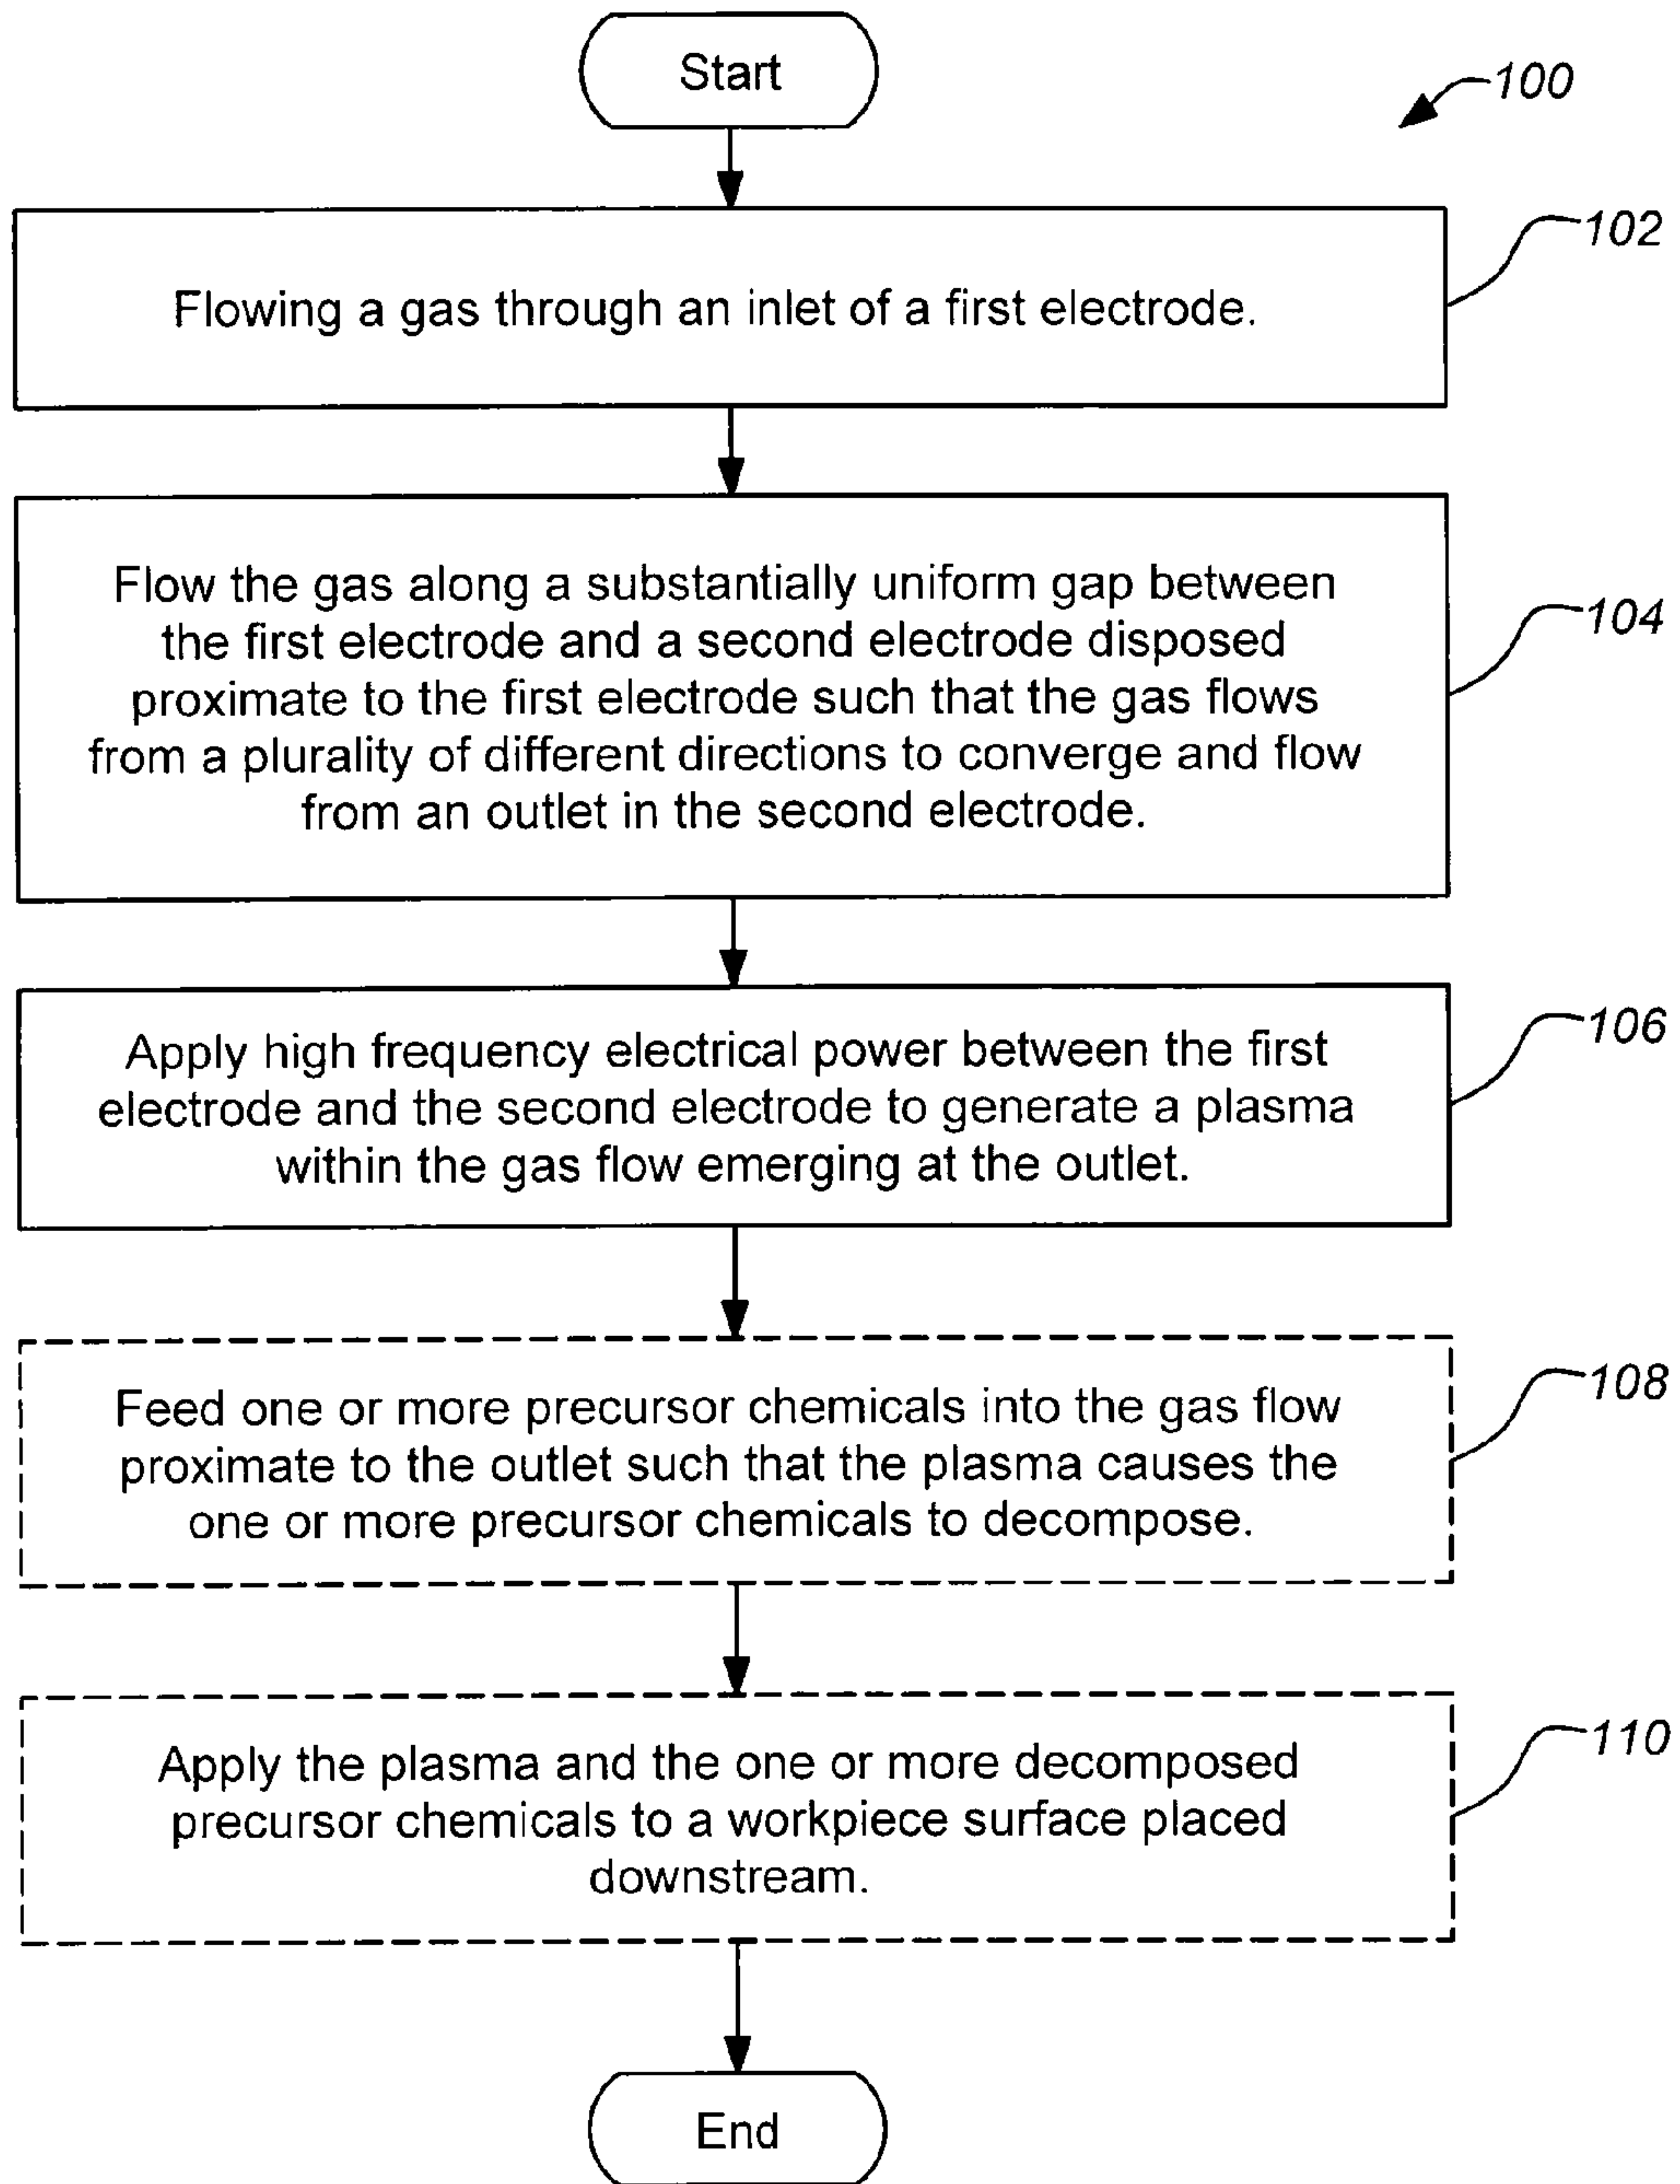 Start
100
102
Flowing a gas through an inlet of a first electrode.
Flow the gas along a substantially uniform gap between
the first electrode and a second electrode disposed
proximate to the first electrode such that the gas flows
from a plurality of different directions to converge and flow
from an outlet in the second electrode.
104
Apply high frequency electrical power between the first
electrode and the second electrode to generate a plasma
within the gas flow emerging at the outlet.
106
Feed one or more precursor chemicals into the gas flow
proximate to the outlet such that the plasma causes the
one or more precursor chemicals to decompose.
108
Apply the plasma and the one or more decomposed
precursor chemicals to a workpiece surface placed
downstream.
110
End